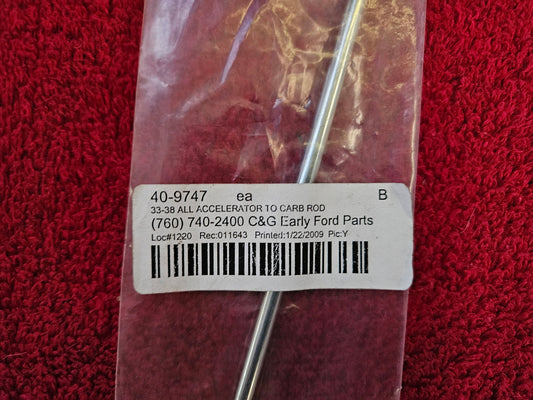 40-9747 ea B
33-38 ALL ACCELERATOR TO CARB ROD
(760) 740-2400 C&G Early Ford Parts
Loc#1220 Rec:011643 Printed:1/22/2009 Pic:Y